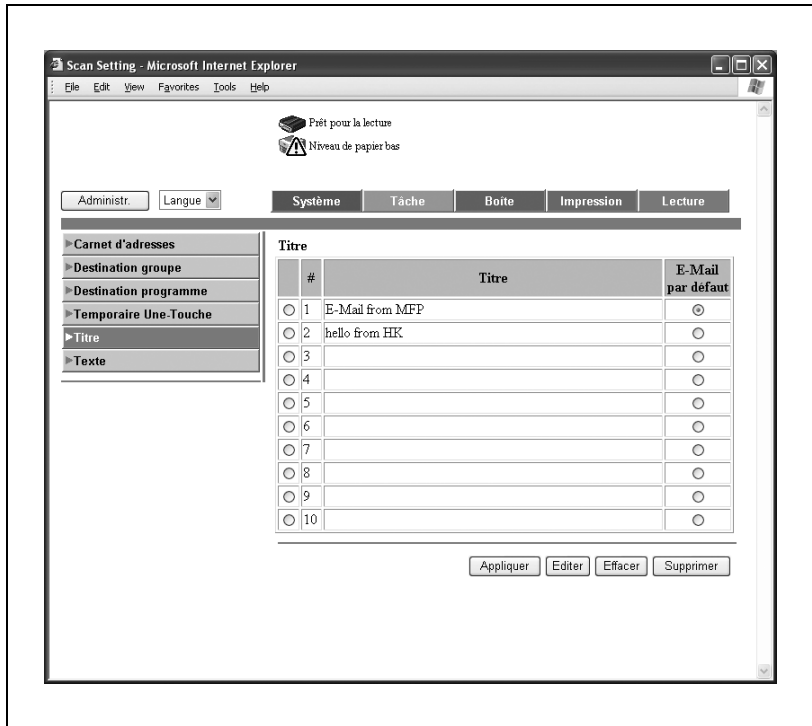 Scan Setting - Microsoft Internet Explorer
File Edit View Favorites Tools Help
Prêt pour la lecture
Niveau de papier bas
Administr. Langue Système Tâche Boîte Impression Lecture
Carnet d'adresses
Destination groupe
Destination programme
Temporaire Une-Touche
Titre
Texte
Titre
# Titre E-Mail par défaut
1 E-Mail from MFP
2 hello from HK
3
4
5
6
7
8
9
10
Appliquer Editer Effacer Supprimer